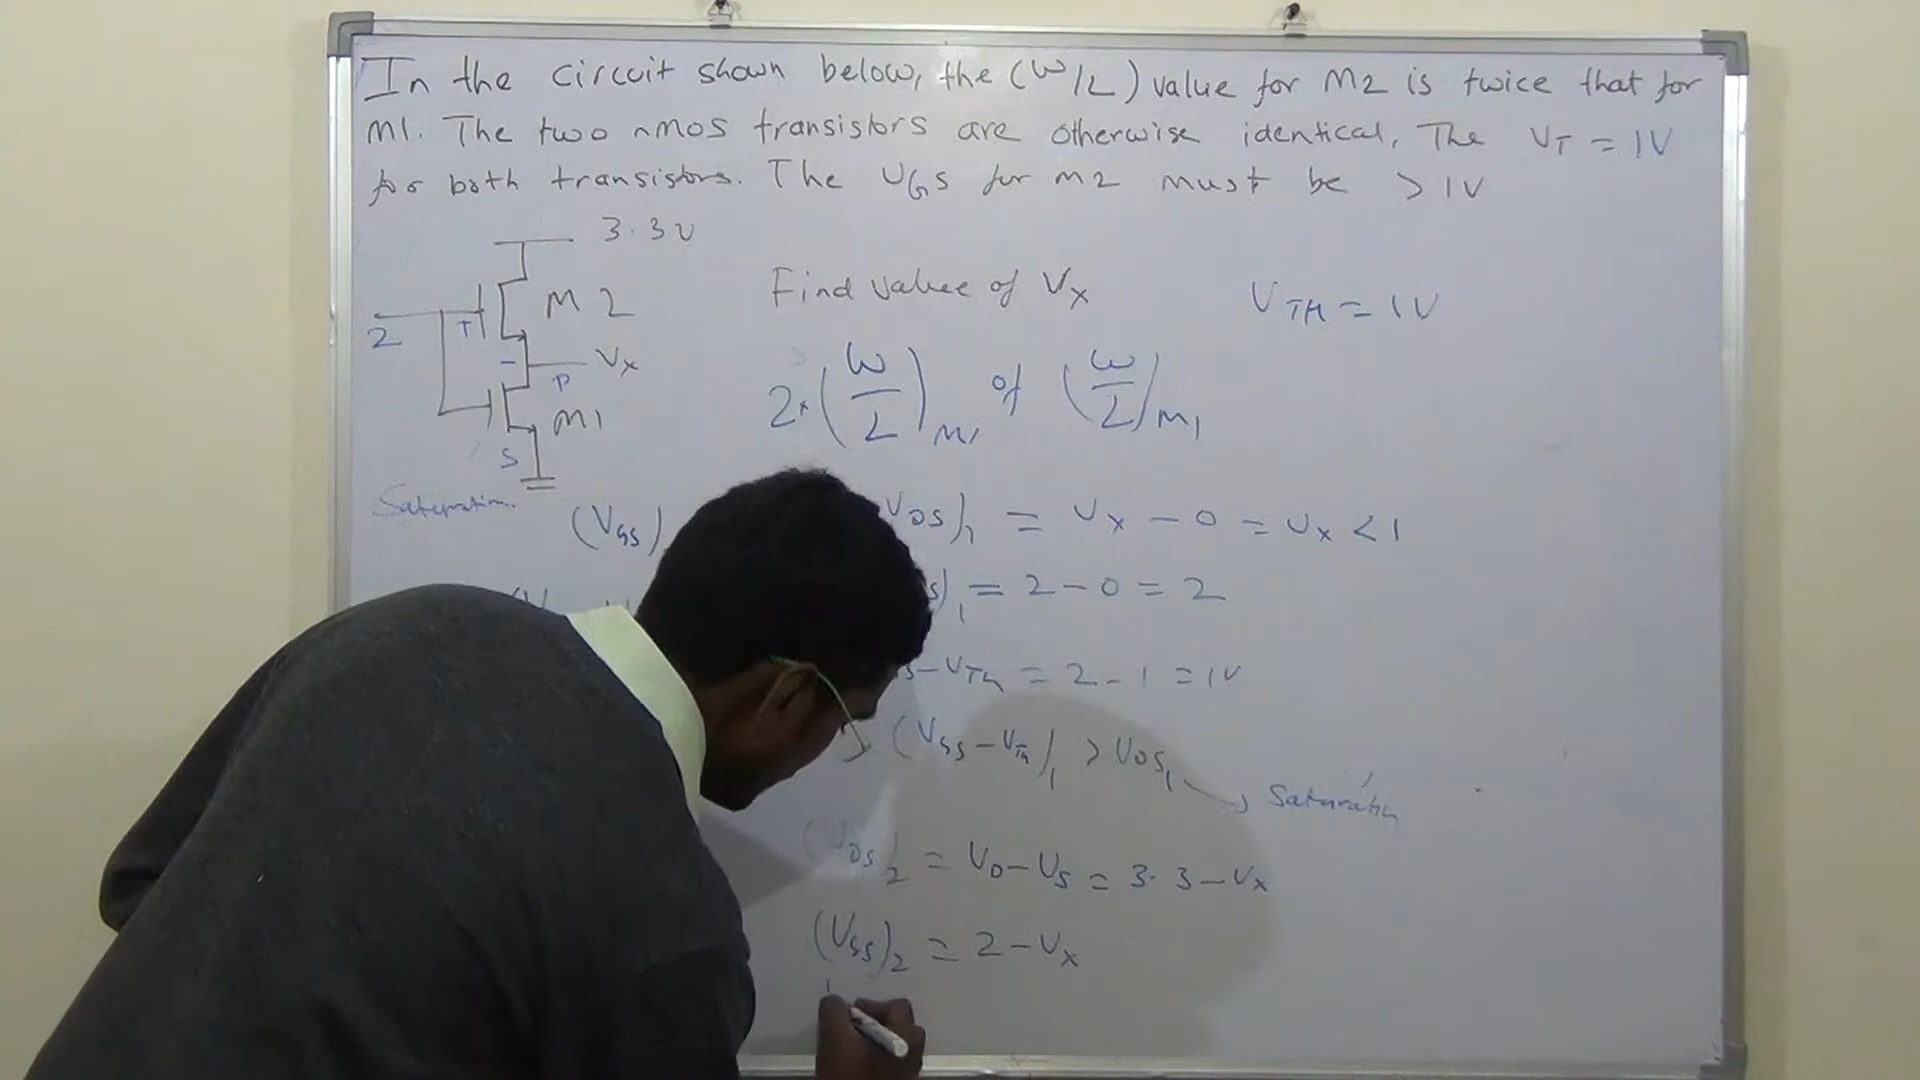 In the circuit shown below, the (W/L) value for M2 is twice that for
M1. The two nMOS transistors are otherwise identical. The VT = 1V
for both transistors. The VGS for M2 must be > 1V
3.3V
M2
2
+
-
Vx
P
M1
S
Find value of Vx
VTH = 1V
2×(W/L)M1 of (W/L)M1
Saturation.
(VGS)
VDS)1 = Vx - 0 = Vx < 1
s)1 = 2 - 0 = 2
s - VTh = 2 - 1 = 1V
(VGS - VTh)1 > VDS1
Saturation
(VDS)2 = VD - VS = 3.3 - Vx
(VGS)2 = 2 - Vx